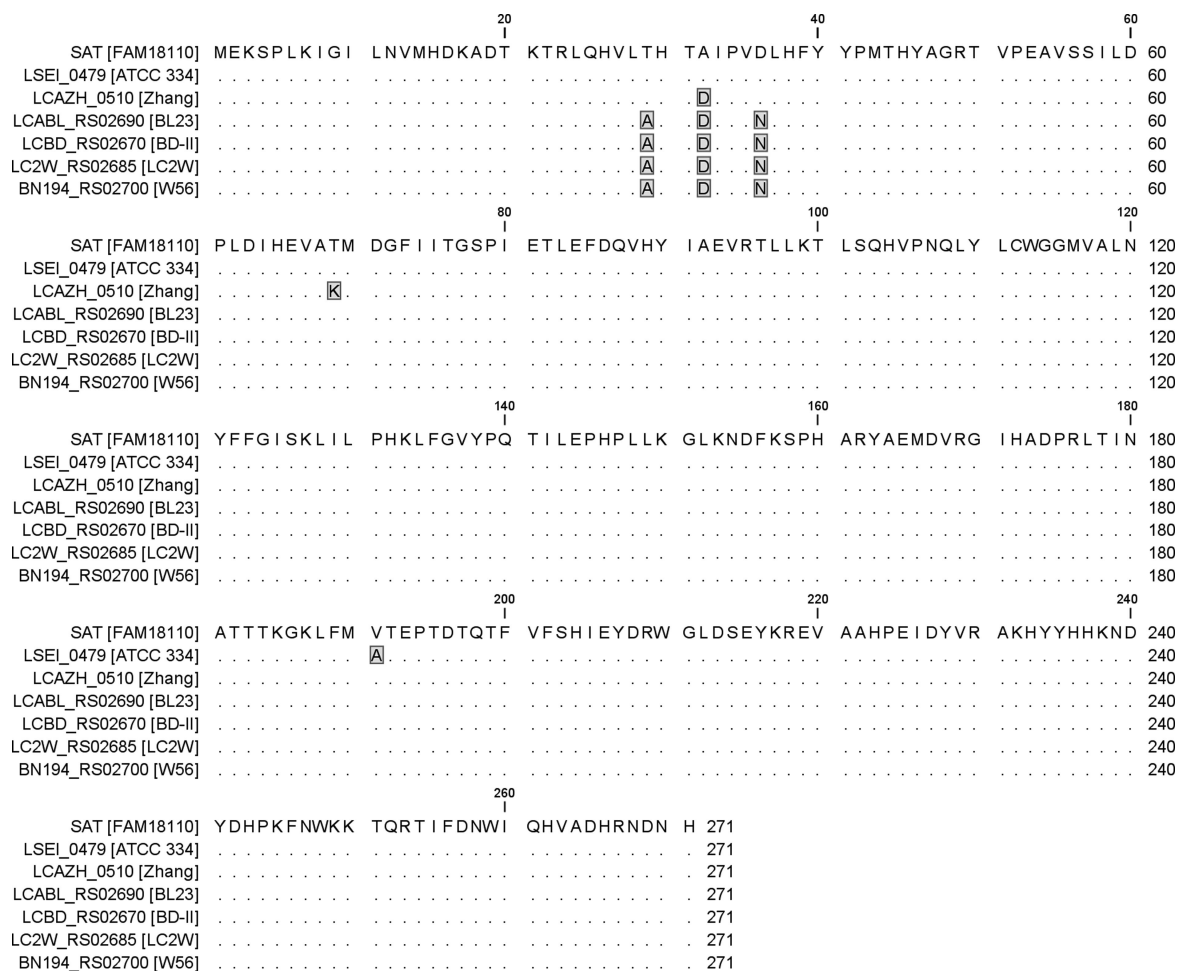 20 40 60
SAT [FAM18110] MEKSPLKIGI LNVMHDKADT KTRLQHVLTH TAIPVDLHFY YPMTHYAGRT VPEAVSSILD 60
LSEI_0479 [ATCC 334] .......... .......... .......... .......... .......... .......... 60
LCAZH_0510 [Zhang] .......... .......... .......... .D........ .......... .......... 60
LCABL_RS02690 [BL23] .......... .......... ........A. .D...N.... .......... .......... 60
LCBD_RS02670 [BD-II] .......... .......... ........A. .D...N.... .......... .......... 60
LC2W_RS02685 [LC2W] .......... .......... ........A. .D...N.... .......... .......... 60
BN194_RS02700 [W56] .......... .......... ........A. .D...N.... .......... .......... 60
80 100 120
SAT [FAM18110] PLDIHEVATM DGFIITGSPI ETLEFDQVHY IAEVRTLLKT LSQHVPNQLY LCWGGMVALN 120
LSEI_0479 [ATCC 334] .......... .......... .......... .......... .......... .......... 120
LCAZH_0510 [Zhang] ........K. .......... .......... .......... .......... .......... 120
LCABL_RS02690 [BL23] .......... .......... .......... .......... .......... .......... 120
LCBD_RS02670 [BD-II] .......... .......... .......... .......... .......... .......... 120
LC2W_RS02685 [LC2W] .......... .......... .......... .......... .......... .......... 120
BN194_RS02700 [W56] .......... .......... .......... .......... .......... .......... 120
140 160 180
SAT [FAM18110] YFFGISKLIL PHKLFGVYPQ TILEPHPLLK GLKNDFKSPH ARYAEMDVRG IHADPRLTIN 180
LSEI_0479 [ATCC 334] .......... .......... .......... .......... .......... .......... 180
LCAZH_0510 [Zhang] .......... .......... .......... .......... .......... .......... 180
LCABL_RS02690 [BL23] .......... .......... .......... .......... .......... .......... 180
LCBD_RS02670 [BD-II] .......... .......... .......... .......... .......... .......... 180
LC2W_RS02685 [LC2W] .......... .......... .......... .......... .......... .......... 180
BN194_RS02700 [W56] .......... .......... .......... .......... .......... .......... 180
200 220 240
SAT [FAM18110] ATTTKGKLFM VTEPTDTQTF VFSHIEYDRW GLDSEYKREV AAHPEIDYVR AKHYYHHKND 240
LSEI_0479 [ATCC 334] .......... A......... .......... .......... .......... .......... 240
LCAZH_0510 [Zhang] .......... .......... .......... .......... .......... .......... 240
LCABL_RS02690 [BL23] .......... .......... .......... .......... .......... .......... 240
LCBD_RS02670 [BD-II] .......... .......... .......... .......... .......... .......... 240
LC2W_RS02685 [LC2W] .......... .......... .......... .......... .......... .......... 240
BN194_RS02700 [W56] .......... .......... .......... .......... .......... .......... 240
260
SAT [FAM18110] YDHPKFNWKK TQRTIFDNWI QHVADHRNDN H 271
LSEI_0479 [ATCC 334] .......... .......... .......... . 271
LCAZH_0510 [Zhang] .......... .......... .......... . 271
LCABL_RS02690 [BL23] .......... .......... .......... . 271
LCBD_RS02670 [BD-II] .......... .......... .......... . 271
LC2W_RS02685 [LC2W] .......... .......... .......... . 271
BN194_RS02700 [W56] .......... .......... .......... . 271